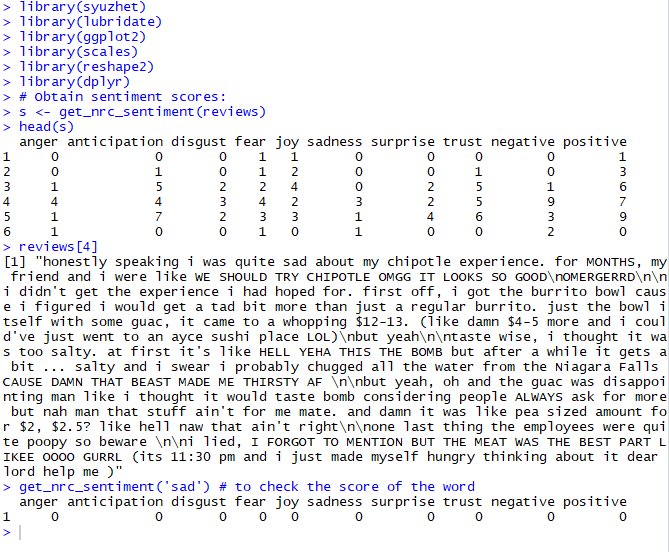 > library(syuzhet)
> library(lubridate)
> library(ggplot2)
> library(scales)
> library(reshape2)
> library(dplyr)
> # Obtain sentiment scores:
> s <- get_nrc_sentiment(reviews)
> head(s)
  anger anticipation disgust fear joy sadness surprise trust negative positive
1     0            0       0    1   1       0        0     0        0        1
2     0            1       0    1   2       0        0     1        0        3
3     1            5       2    2   4       0        2     5        1        6
4     4            4       3    4   2       3        2     5        9        7
5     1            7       2    3   3       1        4     6        3        9
6     1            0       0    1   0       1        0     0        2        0
> reviews[4]
[1] "honestly speaking i was quite sad about my chipotle experience. for MONTHS, my
 friend and i were like WE SHOULD TRY CHIPOTLE OMGG IT LOOKS SO GOOD\nOMERGERRD\n\n
i didn't get the experience i had hoped for. first off, i got the burrito bowl caus
e i figured i would get a tad bit more than just a regular burrito. just the bowl i
tself with some guac, it came to a whopping $12-13. (like damn $4-5 more and i coul
d've just went to an ayce sushi place LOL)\nbut yeah\n\ntaste wise, i thought it wa
s too salty. at first it's like HELL YEHA THIS THE BOMB but after a while it gets a
 bit ... salty and i swear i probably chugged all the water from the Niagara Falls
CAUSE DAMN THAT BEAST MADE ME THIRSTY AF \n\nbut yeah, oh and the guac was disappoi
nting man like i thought it would taste bomb considering people ALWAYS ask for more
 but nah man that stuff ain't for me mate. and damn it was like pea sized amount fo
r $2, $2.5? like hell naw that ain't right\n\none last thing the employees were qui
te poopy so beware \n\ni lied, I FORGOT TO MENTION BUT THE MEAT WAS THE BEST PART L
IKEE OOOO GURRL (its 11:30 pm and i just made myself hungry thinking about it dear
lord help me )"
> get_nrc_sentiment('sad') # to check the score of the word
  anger anticipation disgust fear joy sadness surprise trust negative positive
1     0            0       0    0   0       0        0     0        0        0
>